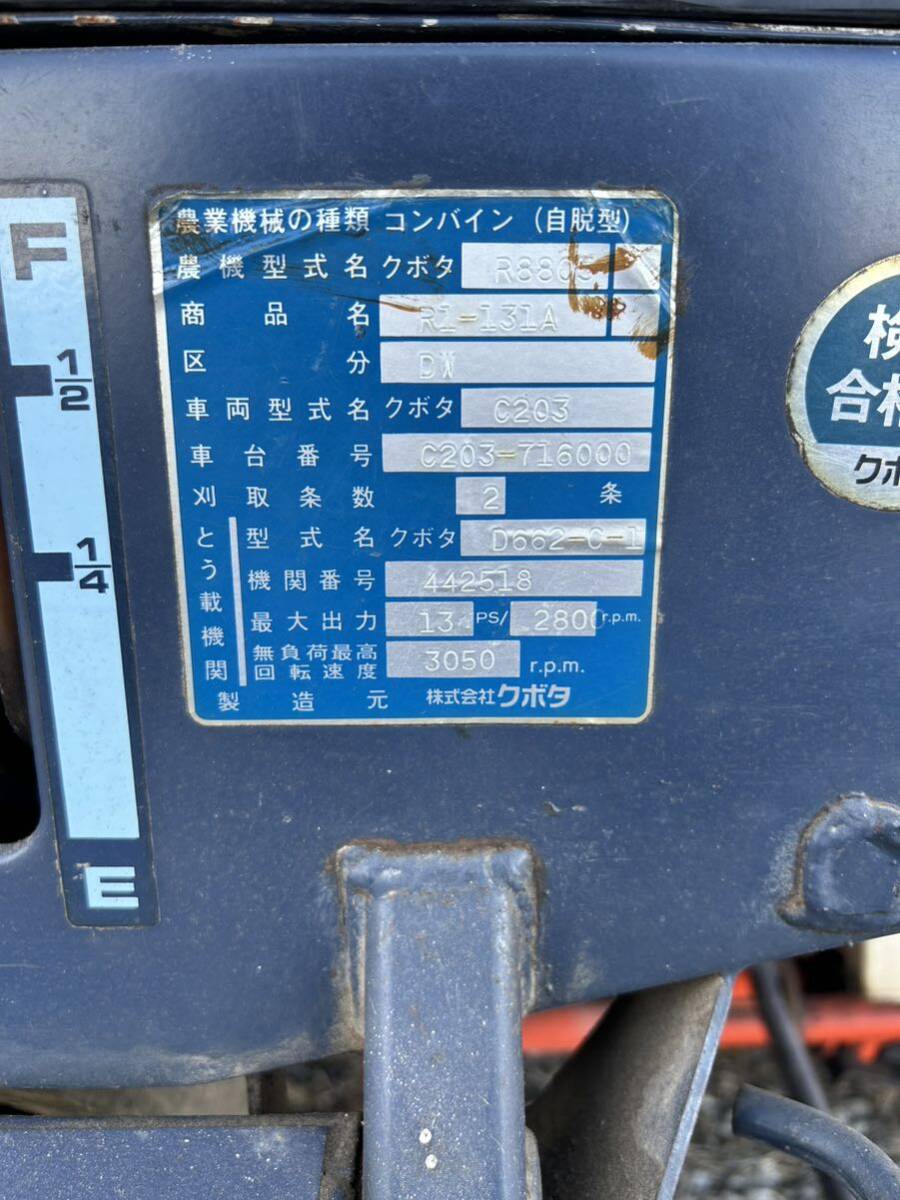 農業機械の種類 コンバイン (自脱型)
農機型式名 クボタ
商品名 R1-131A
区分 DW
車両型式名 クボタ C203
車台番号 C203-716000
刈取条数 2 条
とう載機関
型式名 クボタ D662-C-1
機関番号 442518
最大出力 13 PS/ 2800 r.p.m.
無負荷最高回転速度 3050 r.p.m.
製造元 株式会社クボタ
F
1/2
1/4
E
検
合格
クボ